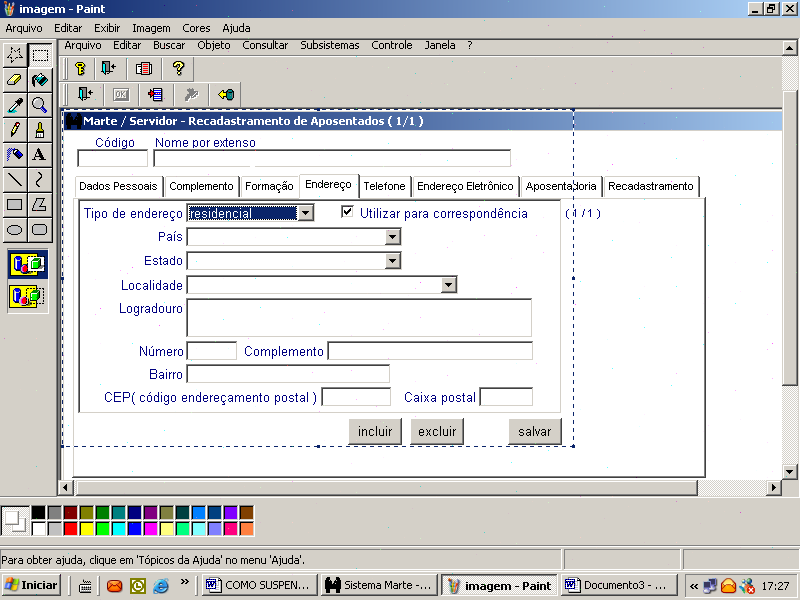 imagem - Paint
Arquivo Editar Exibir Imagem Cores Ajuda
Arquivo Editar Buscar Objeto Consultar Subsistemas Controle Janela ?
OK
Marte / Servidor - Recadastramento de Aposentados ( 1/1 )
Código Nome por extenso
Dados Pessoais Complemento Formação Endereço Telefone Endereço Eletrônico Aposentadoria Recadastramento
Tipo de endereço residencial Utilizar para correspondência ( 1 / 1 )
País
Estado
Localidade
Logradouro
Número Complemento
Bairro
CEP( código endereçamento postal ) Caixa postal
incluir excluir salvar
Para obter ajuda, clique em 'Tópicos da Ajuda' no menu 'Ajuda'.
Iniciar » COMO SUSPEN... Sistema Marte -... imagem - Paint Documento3 - ... « 17:27